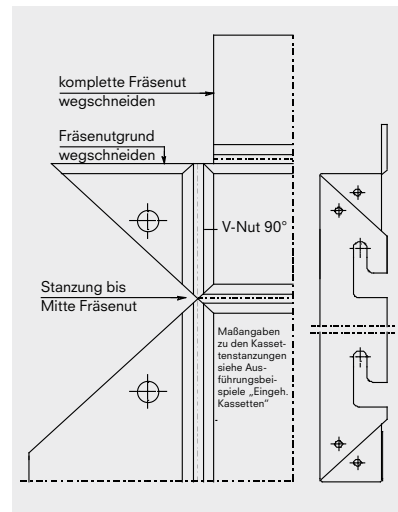 komplette Fräsenut
wegschneiden
Fräsenutgrund
wegschneiden
V-Nut 90°
Stanzung bis
Mitte Fräsenut
Maßangaben
zu den Kasset-
tenstanzungen
siehe Aus-
führungsbei-
spiele „Eingeh.
Kassetten“